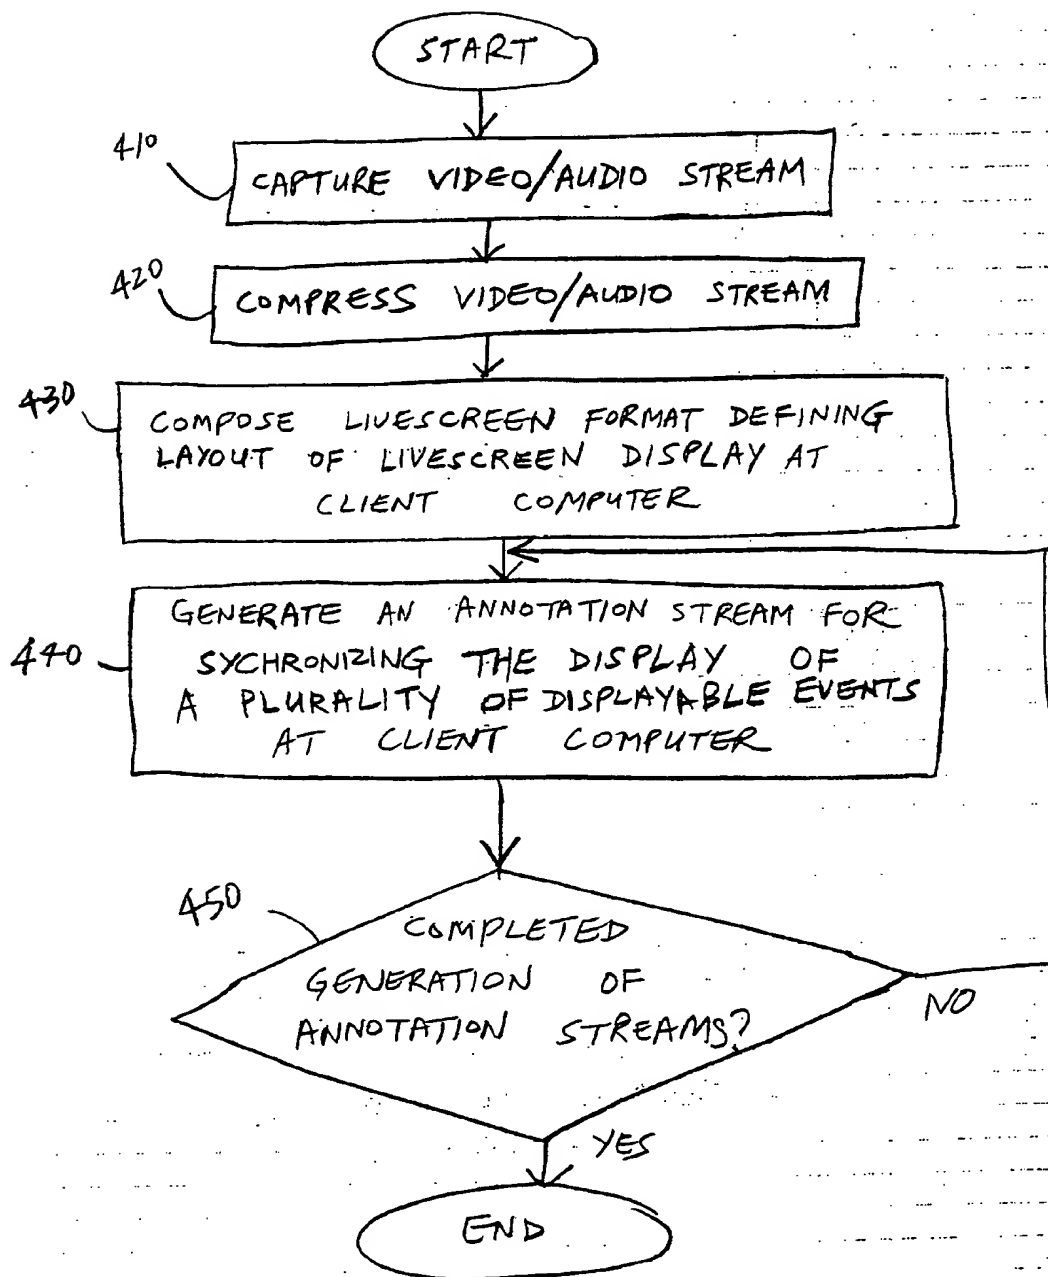 START
410
CAPTURE VIDEO/AUDIO STREAM
420
COMPRESS VIDEO/AUDIO STREAM
430
COMPOSE LIVESCREEN FORMAT DEFINING
LAYOUT OF LIVESCREEN DISPLAY AT
CLIENT COMPUTER
440
GENERATE AN ANNOTATION STREAM FOR
SYCHRONIZING THE DISPLAY OF
A PLURALITY OF DISPLAYABLE EVENTS
AT CLIENT COMPUTER
450
COMPLETED
GENERATION OF
ANNOTATION STREAMS?
NO
YES
END